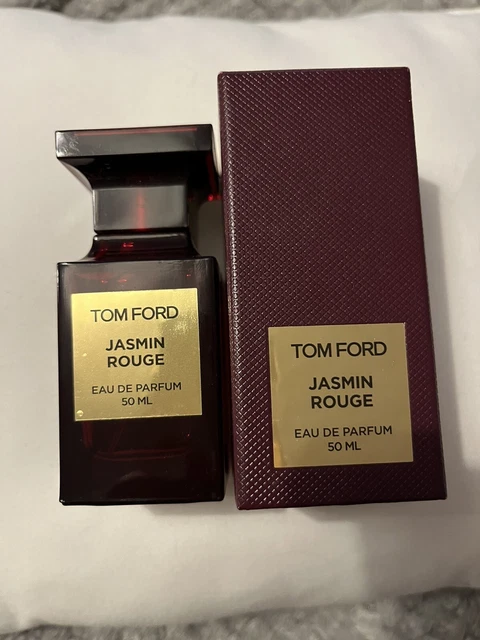 TOM FORD
JASMIN
ROUGE
EAU DE PARFUM
50 ML
TOM FORD
JASMIN
ROUGE
EAU DE PARFUM
50 ML